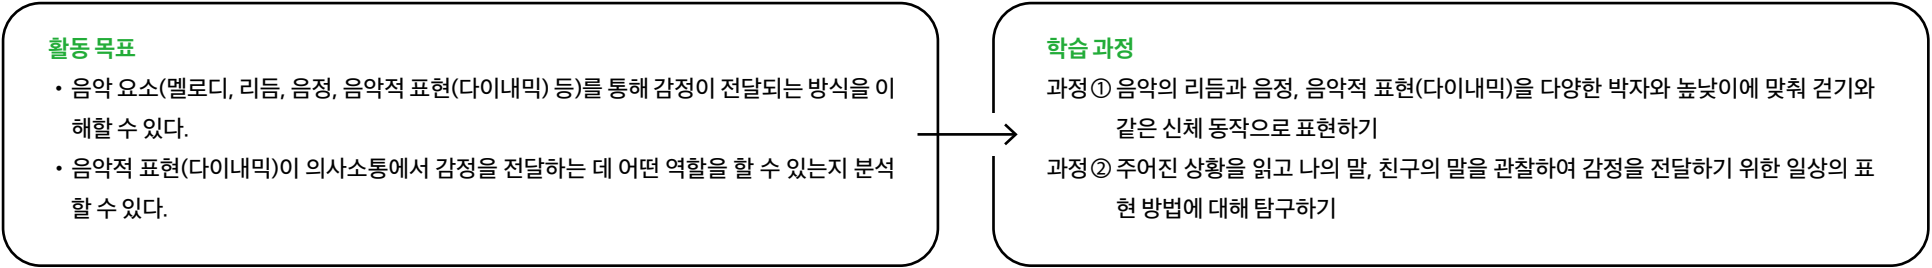 활동 목표
• 음악 요소(멜로디, 리듬, 음정, 음악적 표현(다이내믹) 등)를 통해 감정이 전달되는 방식을 이
해할 수 있다.
• 음악적 표현(다이내믹)이 의사소통에서 감정을 전달하는 데 어떤 역할을 할 수 있는지 분석
할 수 있다.
학습 과정
과정① 음악의 리듬과 음정, 음악적 표현(다이내믹)을 다양한 박자와 높낮이에 맞춰 걷기와
같은 신체 동작으로 표현하기
과정② 주어진 상황을 읽고 나의 말, 친구의 말을 관찰하여 감정을 전달하기 위한 일상의 표
현 방법에 대해 탐구하기